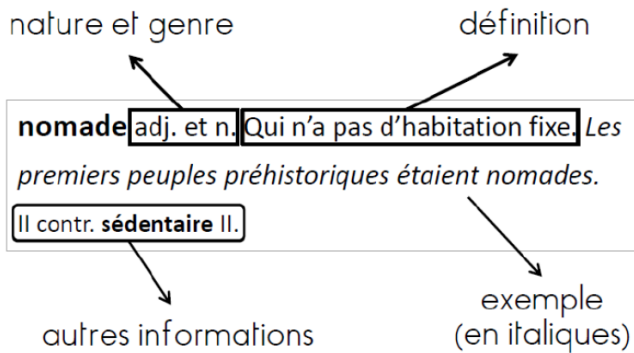 nature et genre
définition
nomade adj. et n. Qui n'a pas d'habitation fixe. Les
premiers peuples préhistoriques étaient nomades.
II contr. sédentaire II.
autres informations
exemple
(en italiques)